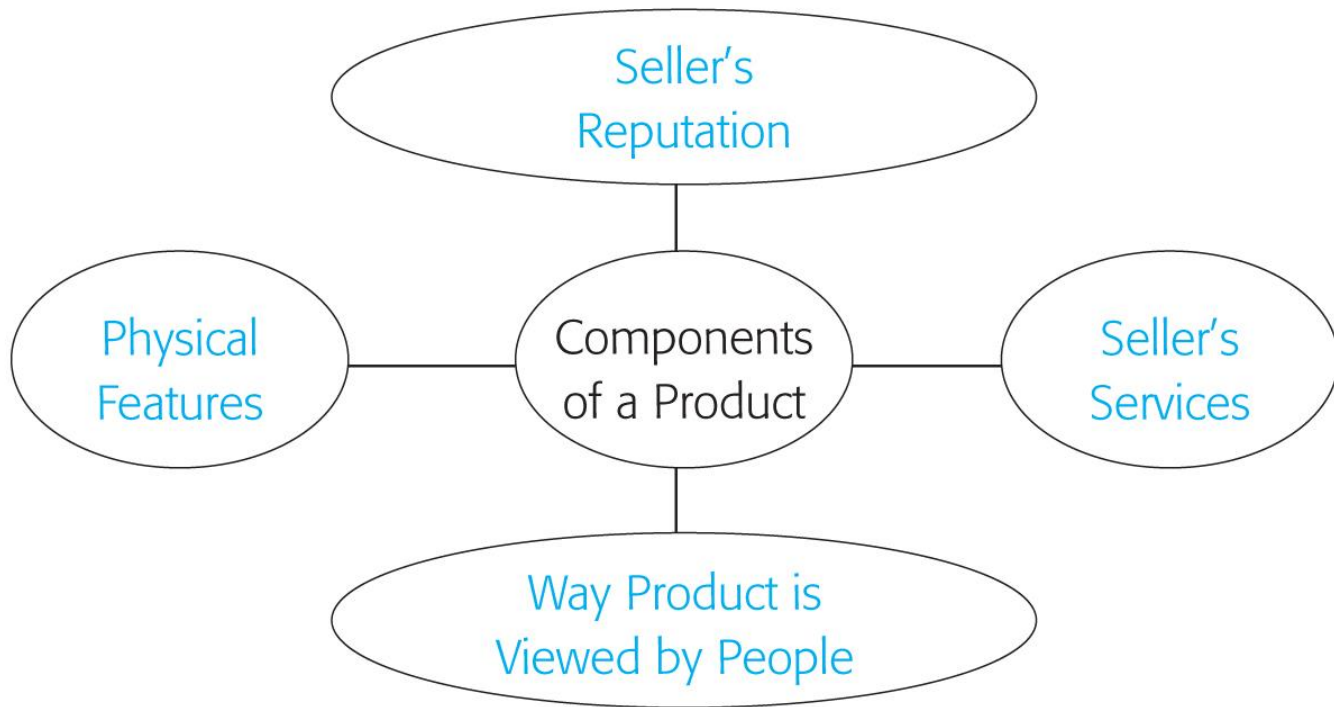 Seller’s
Reputation
Physical
Features
Components
of a Product
Seller’s
Services
Way Product is
Viewed by People